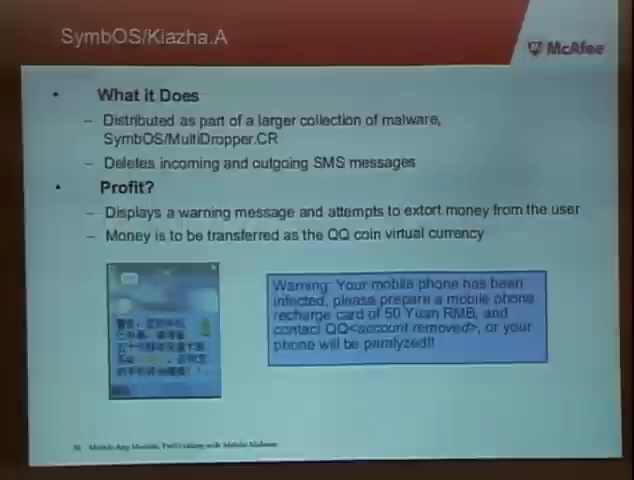 SymbOS/Kiazha.A
McAfee
• What it Does
– Distributed as part of a larger collection of malware,
SymbOS/MultiDropper.CR
– Deletes incoming and outgoing SMS messages
• Profit?
– Displays a warning message and attempts to extort money from the user
– Money is to be transferred as the QQ coin virtual currency
Warning: Your mobile phone has been
infected, please prepare a mobile phone
recharge card of 50 Yuan RMB, and
contact QQ<account removed>, or your
phone will be paralyzed!!